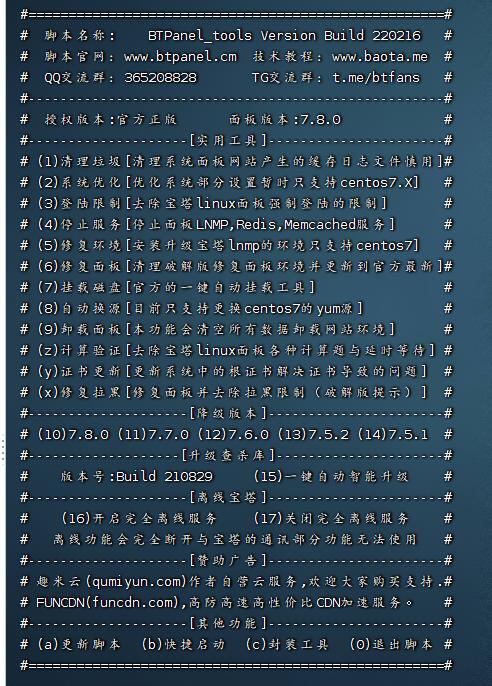 #=====================================================#
# 脚本名称: BTPanel_tools Version Build 220216 #
# 脚本官网: www.btpanel.cm 技术教程: www.baota.me #
# QQ交流群: 365208828 TG交流群: t.me/btfans #
#-----------------------------------------------------#
# 授权版本:官方正版 面板版本:7.8.0 #
#--------------------[实用工具]----------------------#
# (1)清理垃圾[清理系统面板网站产生的缓存日志文件慎用]#
# (2)系统优化[优化系统部分设置暂时只支持centos7.X] #
# (3)登陆限制[去除宝塔linux面板强制登陆的限制] #
# (4)停止服务[停止面板LNMP,Redis,Memcached服务] #
# (5)修复环境[安装升级宝塔lnmp的环境只支持centos7] #
# (6)修复面板[清理破解版修复面板环境并更新到官方最新]#
# (7)挂载磁盘[官方的一键自动挂载工具] #
# (8)自动换源[目前只支持更换centos7的yum源] #
# (9)卸载面板[本功能会清空所有数据卸载网站环境] #
# (z)计算验证[去除宝塔linux面板各种计算题与延时等待] #
# (y)证书更新[更新系统中的根证书解决证书导致的问题] #
# (x)修复拉黑[修复面板并去除拉黑限制（破解版提示）] #
#--------------------[降级版本]----------------------#
# (10)7.8.0 (11)7.7.0 (12)7.6.0 (13)7.5.2 (14)7.5.1 #
#-------------------[升级查杀库]---------------------#
# 版本号:Build 210829 (15)一键自动智能升级 #
#--------------------[离线宝塔]----------------------#
# (16)开启完全离线服务 (17)关闭完全离线服务 #
# 离线功能会完全断开与宝塔的通讯部分功能无法使用 #
#--------------------[赞助广告]----------------------#
# 趣米云(qumiyun.com)作者自营云服务,欢迎大家购买支持.#
# FUNCDN(funcdn.com),高防高速高性价比CDN加速服务。 #
#--------------------[其他功能]----------------------#
# (a)更新脚本 (b)快捷启动 (c)封装工具 (0)退出脚本 #
#=====================================================#